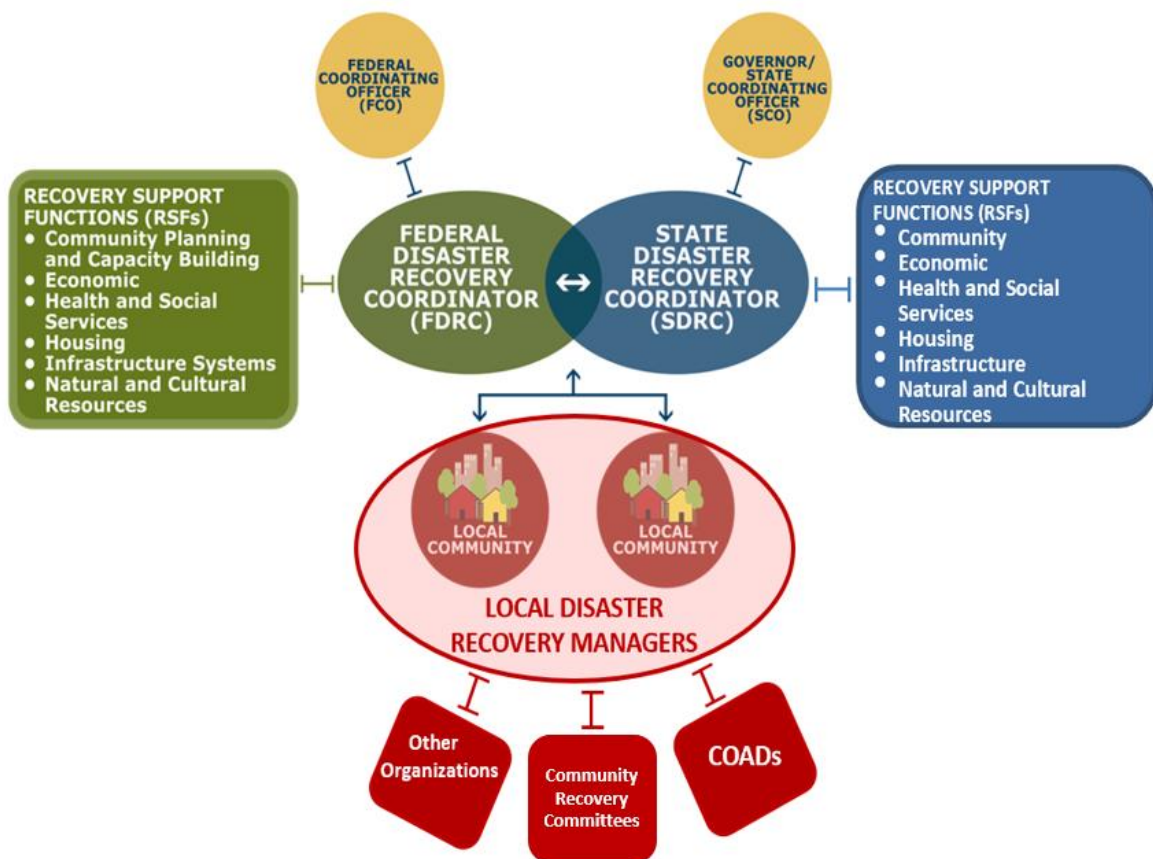 FEDERAL
COORDINATING
OFFICER
(FCO)
GOVERNOR/
STATE
COORDINATING
OFFICER
(SCO)
RECOVERY SUPPORT
FUNCTIONS (RSFs)
• Community Planning
and Capacity Building
• Economic
• Health and Social
Services
• Housing
• Infrastructure Systems
• Natural and Cultural
Resources
FEDERAL
DISASTER
RECOVERY
COORDINATOR
(FDRC)
STATE
DISASTER
RECOVERY
COORDINATOR
(SDRC)
RECOVERY SUPPORT
FUNCTIONS (RSFs)
• Community
• Economic
• Health and Social
Services
• Housing
• Infrastructure
• Natural and Cultural
Resources
LOCAL
COMMUNITY
LOCAL
COMMUNITY
LOCAL DISASTER
RECOVERY MANAGERS
Other
Organizations
Community
Recovery
Committees
COADs